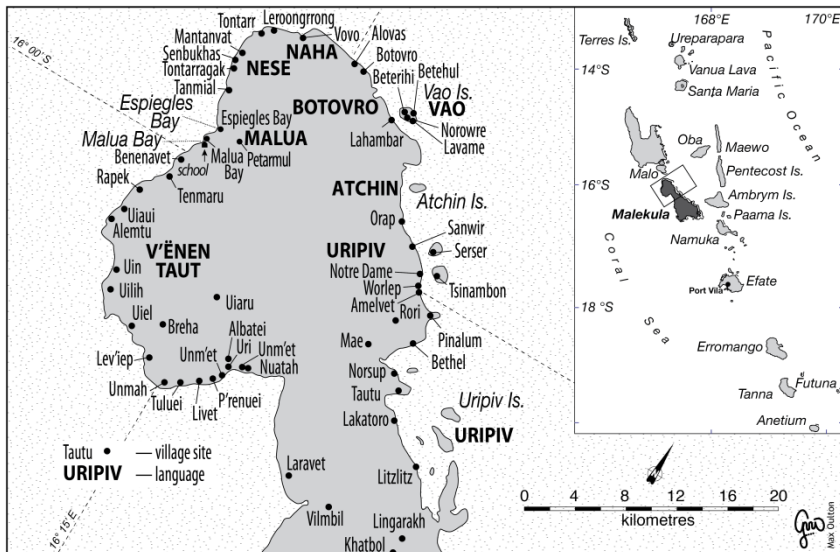 Tontarr
Leroongrrong
Mantanvat
Senbukhas
Tontarragak
Tanmial
NESE
NAHA
Vovo
Alovas
Botovro
Beterihi
Betehul
Vao Is.
VAO
Norowre
Lavame
BOTOVRO
Lahambar
16°00'S
Espiegles
Bay
Espiegles Bay
Malua Bay
MALUA
Malua
Bay
Petarmul
Benenavet
school
Rapek
Tenmaru
Uiaui
Alemtu
V'ËNEN
TAUT
Uin
Uilih
Uiel
Breha
Uiaru
Lev'iep
Unmah
Tuluei
Livet
P'renuei
Unm'et
Albatei
Uri
Unm'et
Nuatah
ATCHIN
Atchin Is.
Orap
Sanwir
Serser
URIPIV
Notre Dame
Worlep
Amelvet
Tsinambon
Rori
Pinalum
Mae
Bethel
Norsup
Tautu
Uripiv Is.
URIPIV
Lakatoro
Litzlitz
Laravet
Vilmbil
Lingarakh
Khatbol
16°15'E
Tautu — village site
URIPIV — language
168°E
170°E
Terres Is.
Ureparapara
14°S
Vanua Lava
Santa Maria
Pacific Ocean
Oba
Maewo
Malo
Pentecost Is.
16°S
Ambrym Is.
Malekula
Paama Is.
Namuka
Coral Sea
Efate
Port Vila
18°S
Erromango
Tanna
Futuna
Anetium
0 4 8 12 16 20
kilometres
Max Oulton